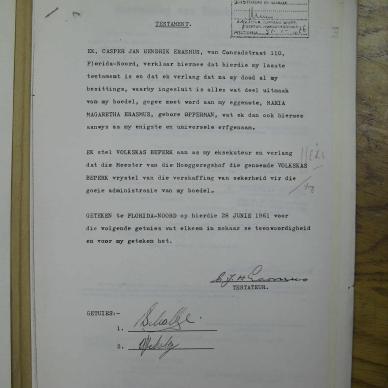 TESTAMENT.
EK, CASPER JAN HENDRIK ERASMUS, van Conradstraat 110,
Florida-Noord, verklaar hiermee dat hierdie my laaste
testament is en dat ek verlang dat na my dood al my
besittings, waarby ingesluit is alles wat deel uitmaak
van my boedel, gegee moet word aan my eggenote, MARIA
MAGARETHA ERASMUS, gebore OPPERMAN, wat ek dan ook hiermee
aanwys as my enigste en universele erfgenaam.
EK stel VOLKSKAS BEPERK aan as my eksekuteur en verlang
dat die Meester van die Hooggeregshof die genoemde VOLKSKAS
BEPERK vrystel van die verskaffing van sekerheid vir die
goeie administrasie van my boedel.
GETEKEN te FLORIDA-NOORD op hierdie 28 JUNIE 1961 voor
die volgende getuies wat elkeen in mekaar se teenwoordigheid
en voor my geteken het.
C. J. H. Erasmus
TESTATEUR.
GETUIES:-
1.
2.